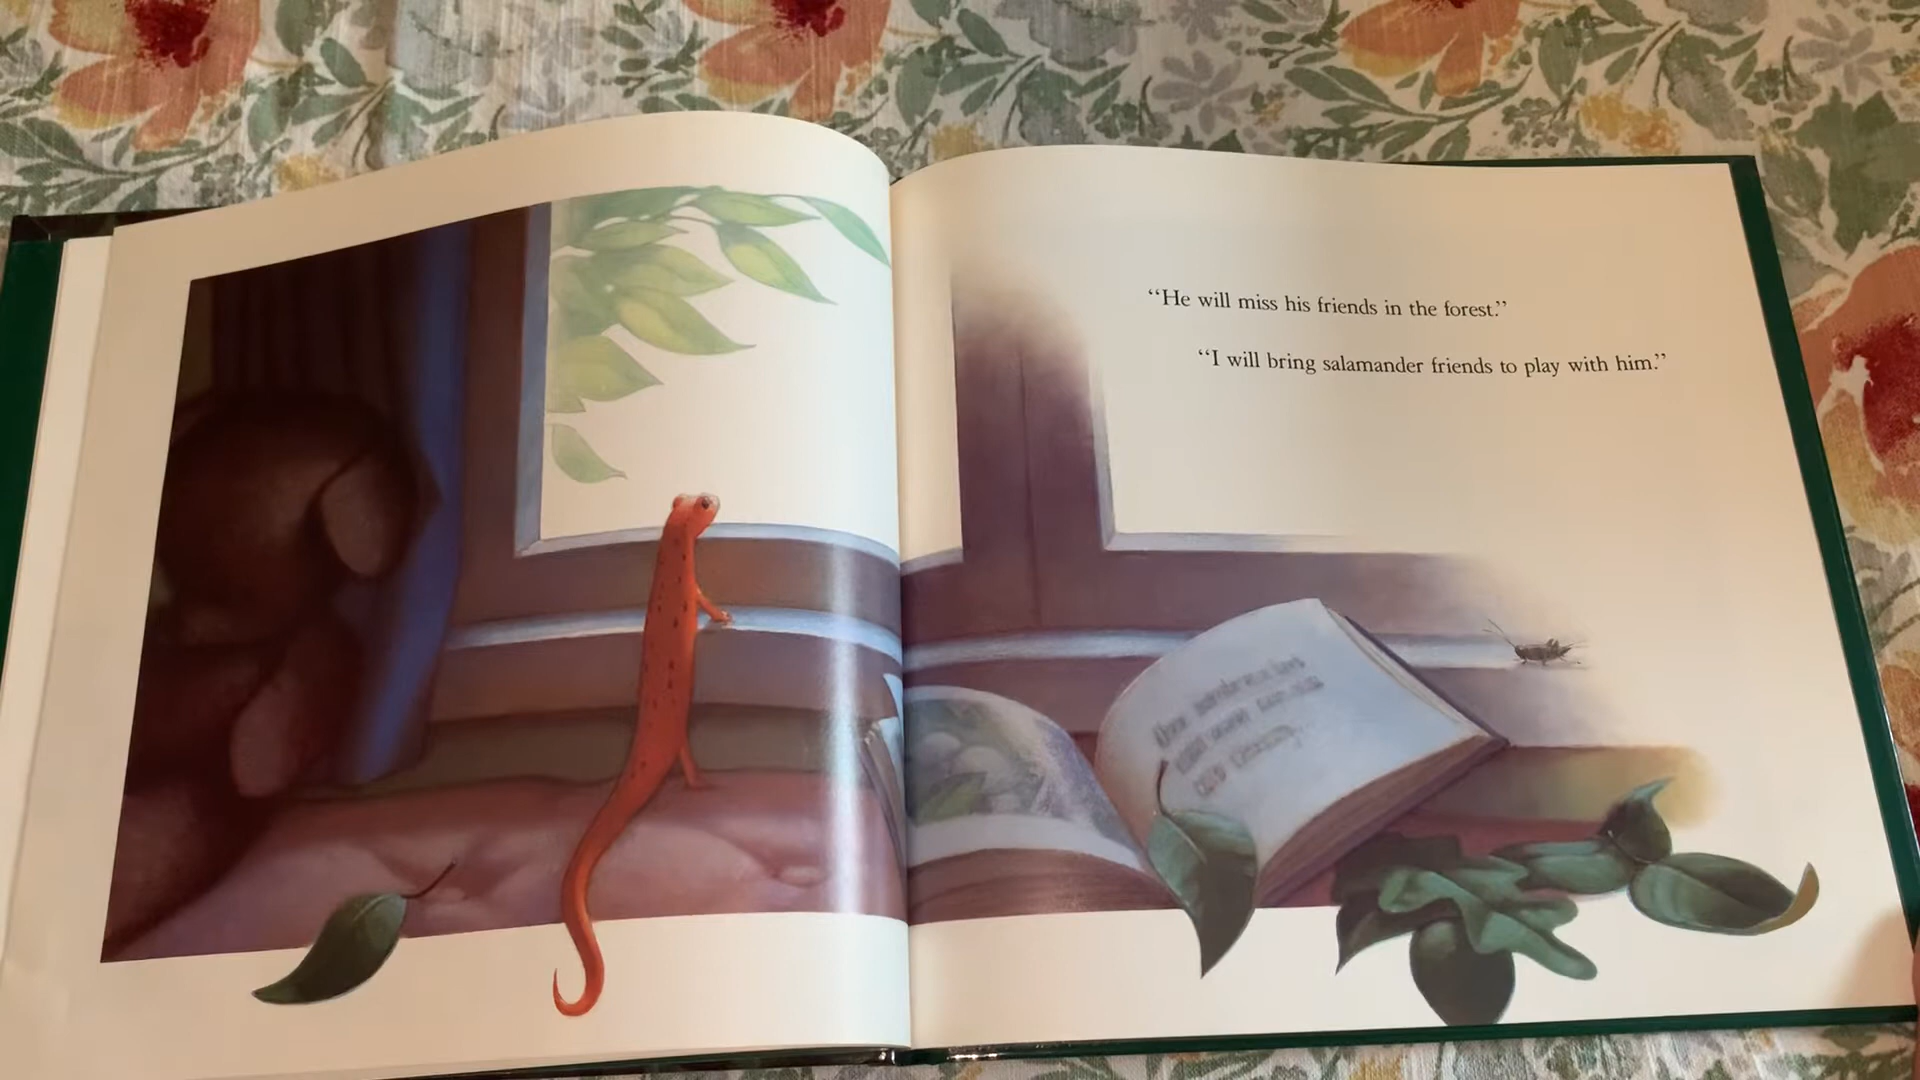 “He will miss his friends in the forest.”
“I will bring salamander friends to play with him.”